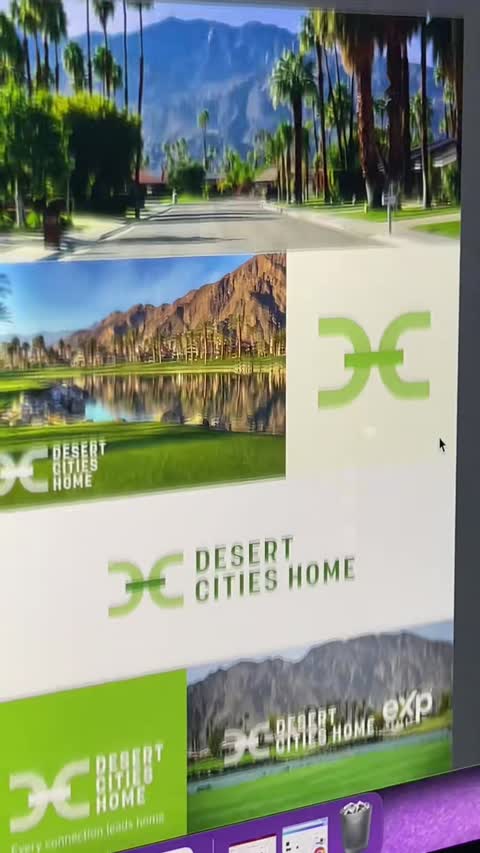 DESERT
CITIES
HOME
DESERT
CITIES HOME
DESERT
CITIES HOME
eXp
DESERT
CITIES
HOME
Every connection leads home